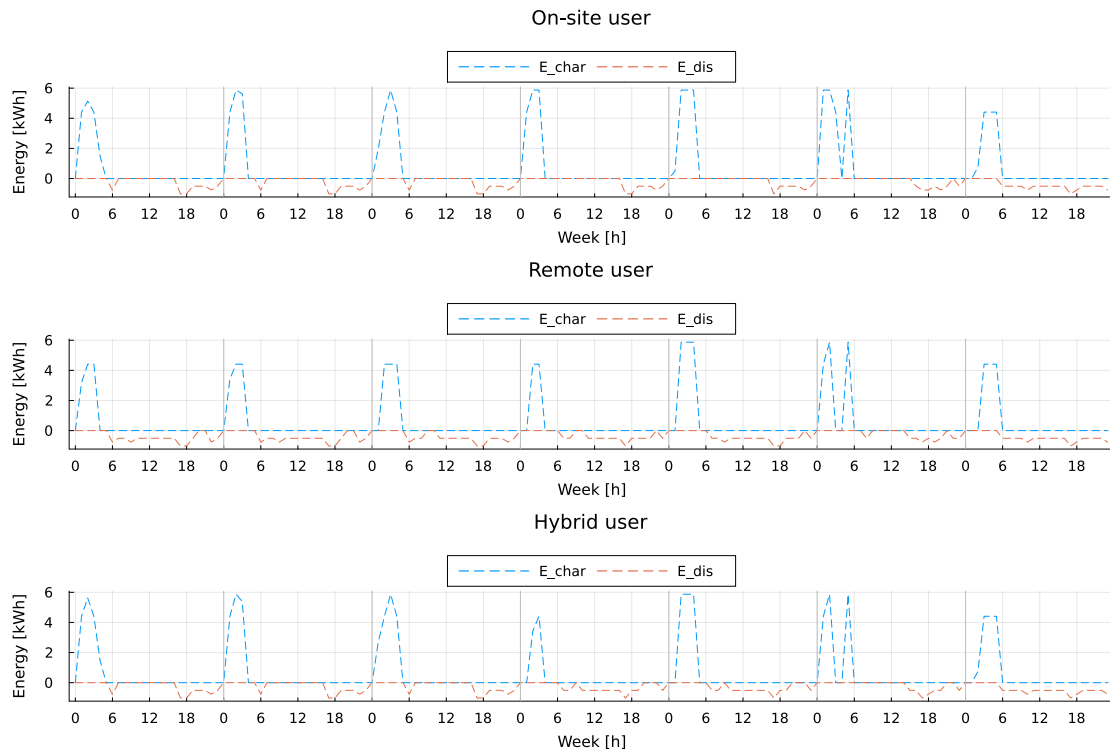 On-site user
E_char E_dis
6
4
2
0
Energy [kWh]
0 6 12 18 0 6 12 18 0 6 12 18 0 6 12 18 0 6 12 18 0 6 12 18 0 6 12 18
Week [h]
Remote user
E_char E_dis
6
4
2
0
Energy [kWh]
0 6 12 18 0 6 12 18 0 6 12 18 0 6 12 18 0 6 12 18 0 6 12 18 0 6 12 18
Week [h]
Hybrid user
E_char E_dis
6
4
2
0
Energy [kWh]
0 6 12 18 0 6 12 18 0 6 12 18 0 6 12 18 0 6 12 18 0 6 12 18 0 6 12 18
Week [h]